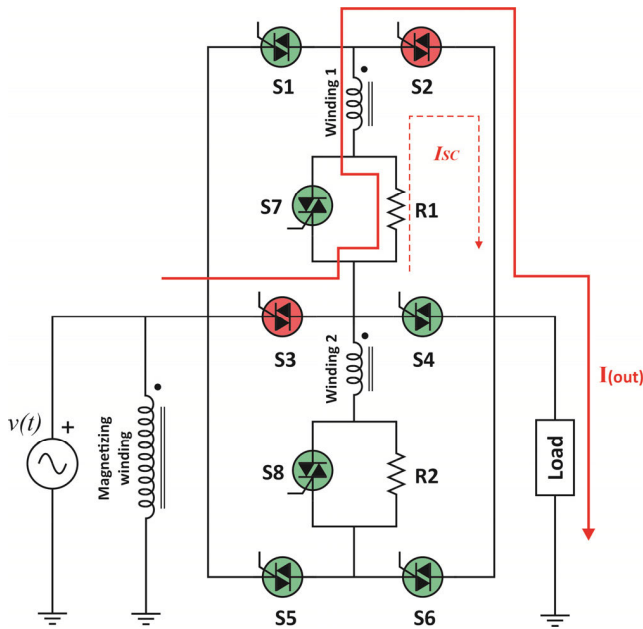 S1
S2
Winding 1
ISC
S7
R1
S3
S4
Winding 2
I(out)
v(t)
+
Magnetizing
winding
S8
R2
Load
S5
S6